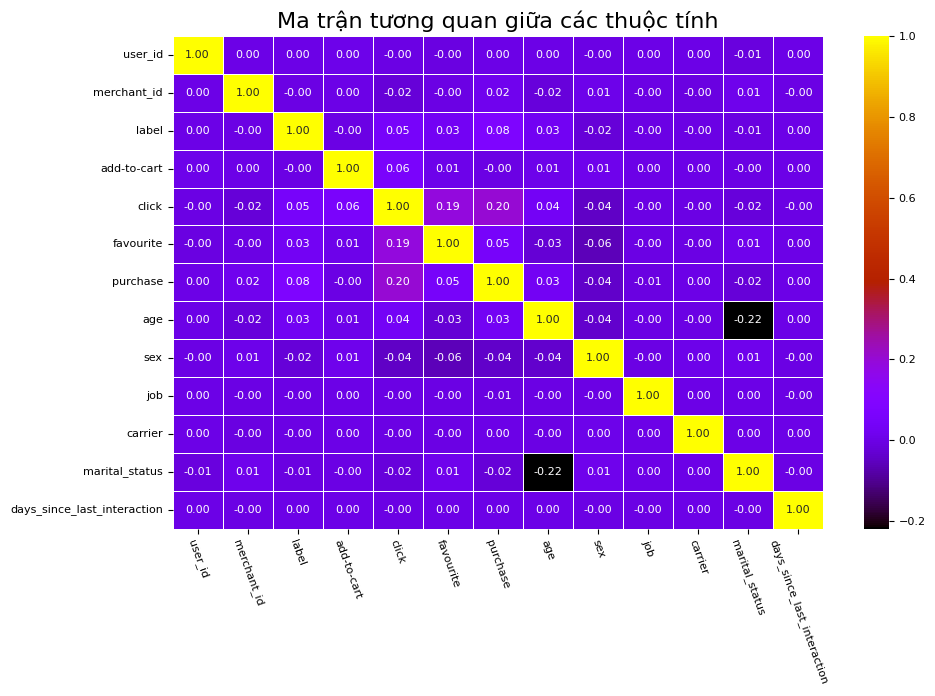 Ma trận tương quan giữa các thuộc tính
user_id 1.00 0.00 0.00 0.00 -0.00 -0.00 0.00 0.00 -0.00 0.00 0.00 -0.01 0.00
merchant_id 0.00 1.00 -0.00 0.00 -0.02 -0.00 0.02 -0.02 0.01 -0.00 -0.00 0.01 -0.00
label 0.00 -0.00 1.00 -0.00 0.05 0.03 0.08 0.03 -0.02 -0.00 -0.00 -0.01 0.00
add-to-cart 0.00 0.00 -0.00 1.00 0.06 0.01 -0.00 0.01 0.01 0.00 0.00 -0.00 0.00
click -0.00 -0.02 0.05 0.06 1.00 0.19 0.20 0.04 -0.04 -0.00 -0.00 -0.02 -0.00
favourite -0.00 -0.00 0.03 0.01 0.19 1.00 0.05 -0.03 -0.06 -0.00 -0.00 0.01 0.00
purchase 0.00 0.02 0.08 -0.00 0.20 0.05 1.00 0.03 -0.04 -0.01 0.00 -0.02 0.00
age 0.00 -0.02 0.03 0.01 0.04 -0.03 0.03 1.00 -0.04 -0.00 -0.00 -0.22 0.00
sex -0.00 0.01 -0.02 0.01 -0.04 -0.06 -0.04 -0.04 1.00 -0.00 0.00 0.01 -0.00
job 0.00 -0.00 -0.00 0.00 -0.00 -0.00 -0.01 -0.00 -0.00 1.00 0.00 0.00 -0.00
carrier 0.00 -0.00 -0.00 0.00 -0.00 -0.00 0.00 -0.00 0.00 0.00 1.00 0.00 0.00
marital_status -0.01 0.01 -0.01 -0.00 -0.02 0.01 -0.02 -0.22 0.01 0.00 0.00 1.00 -0.00
days_since_last_interaction 0.00 -0.00 0.00 0.00 -0.00 0.00 0.00 0.00 -0.00 -0.00 0.00 -0.00 1.00
user_id merchant_id label add-to-cart click favourite purchase age sex job carrier marital_status days_since_last_interaction
1.0
0.8
0.6
0.4
0.2
0.0
−0.2